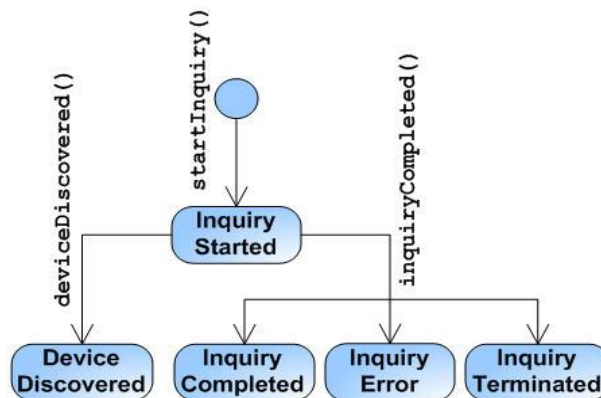 startInquiry()
deviceDiscovered()
inquiryCompleted()
Inquiry
Started
Device
Discovered
Inquiry
Completed
Inquiry
Error
Inquiry
Terminated